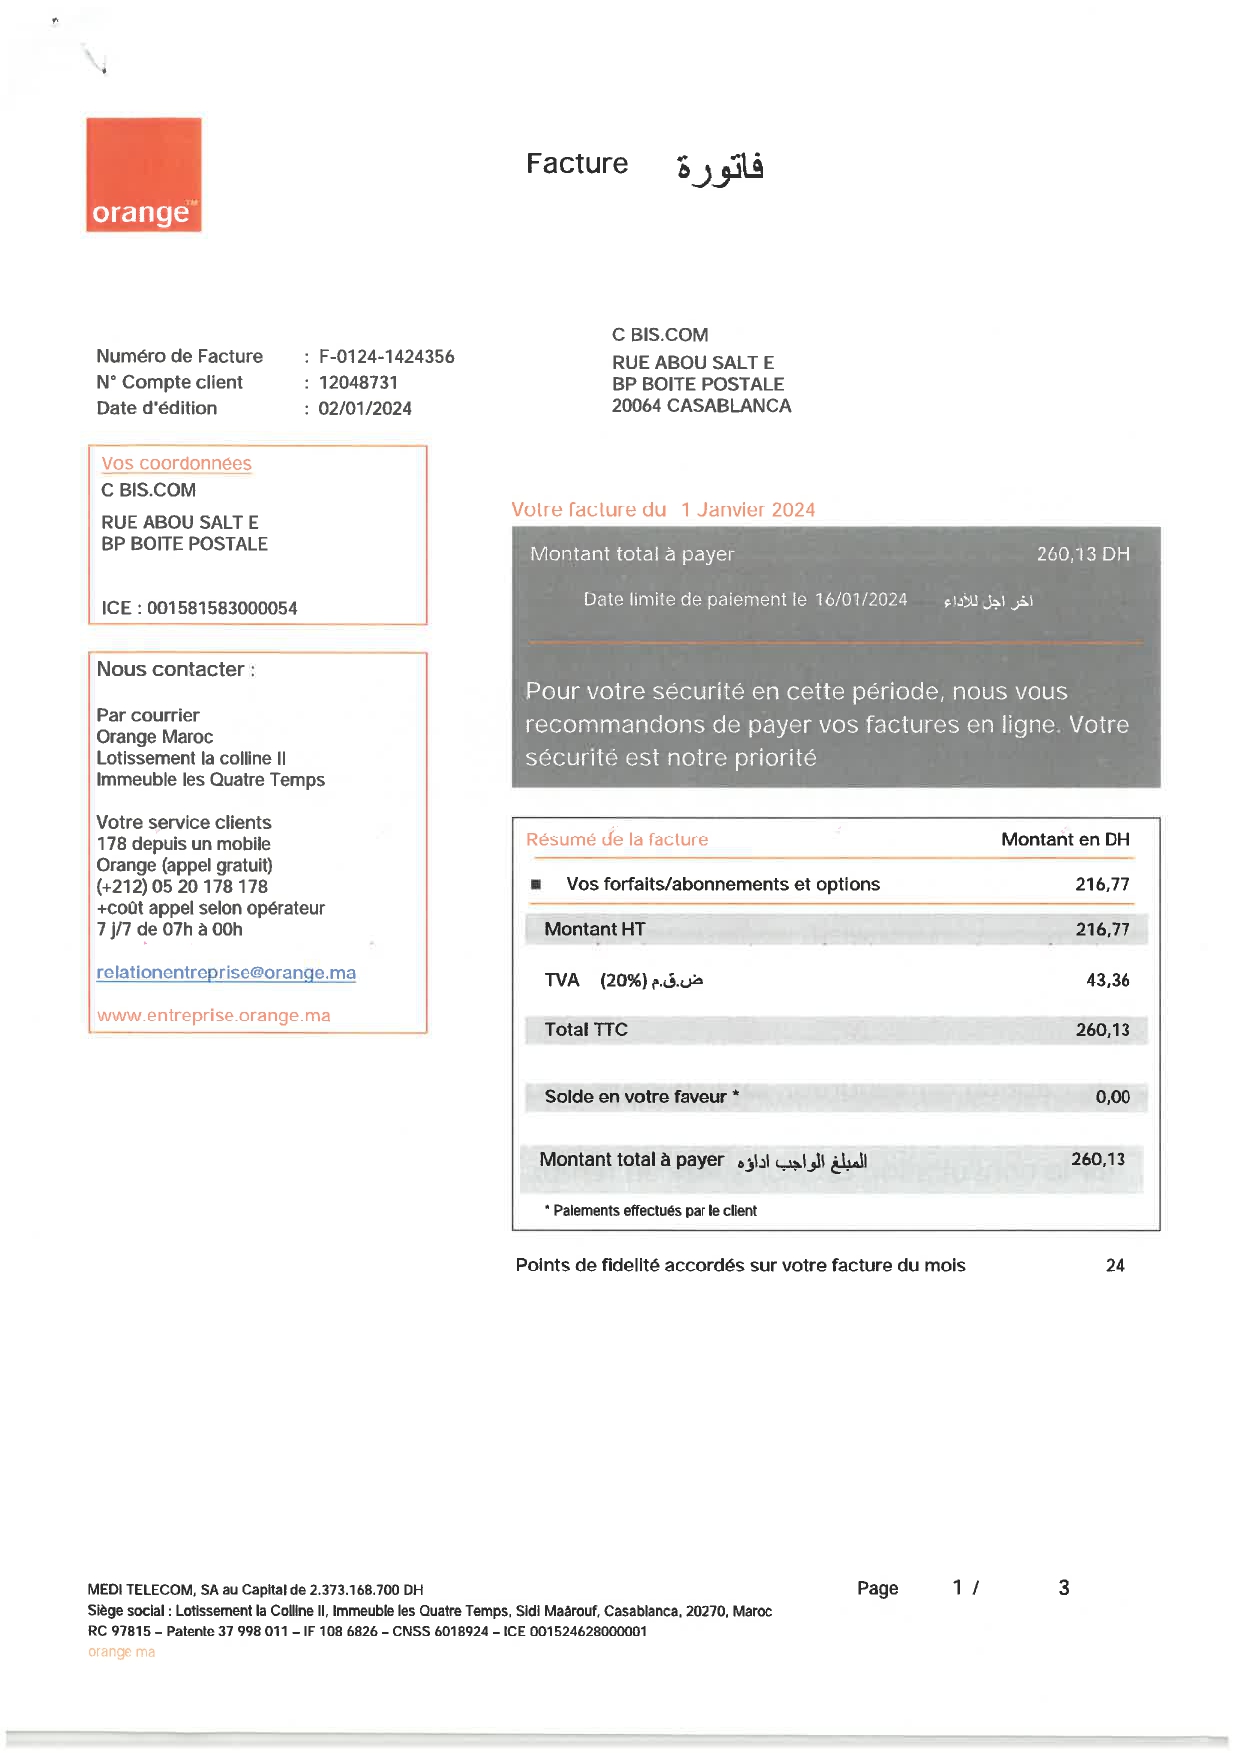 orange™
Facture فاتورة
Numéro de Facture : F-0124-1424356
N° Compte client : 12048731
Date d'édition : 02/01/2024
C BIS.COM
RUE ABOU SALT E
BP BOITE POSTALE
20064 CASABLANCA
Vos coordonnées
C BIS.COM
RUE ABOU SALT E
BP BOITE POSTALE
ICE : 001581583000054
Nous contacter :
Par courrier
Orange Maroc
Lotissement la colline II
Immeuble les Quatre Temps
Votre service clients
178 depuis un mobile
Orange (appel gratuit)
(+212) 05 20 178 178
+coût appel selon opérateur
7 j/7 de 07h à 00h
relationentreprise@orange.ma
www.entreprise.orange.ma
Votre facture du 1 Janvier 2024
Montant total à payer 260,13 DH
Date limite de paiement le 16/01/2024 اخر اجل للأداء
Pour votre sécurité en cette période, nous vous
recommandons de payer vos factures en ligne. Votre
sécurité est notre priorité
Résumé de la facture Montant en DH
■ Vos forfaits/abonnements et options 216,77
Montant HT 216,77
TVA (20%) ض.ق.م 43,36
Total TTC 260,13
Solde en votre faveur * 0,00
Montant total à payer المبلغ الواجب اداؤه 260,13
* Paiements effectués par le client
Points de fidelité accordés sur votre facture du mois 24
MEDI TELECOM, SA au Capital de 2.373.168.700 DH
Siège social : Lotissement la Colline II, Immeuble les Quatre Temps, Sidi Maârouf, Casablanca, 20270, Maroc
RC 97815 – Patente 37 998 011 – IF 108 6826 – CNSS 6018924 – ICE 001524628000001
orange ma
Page 1 / 3